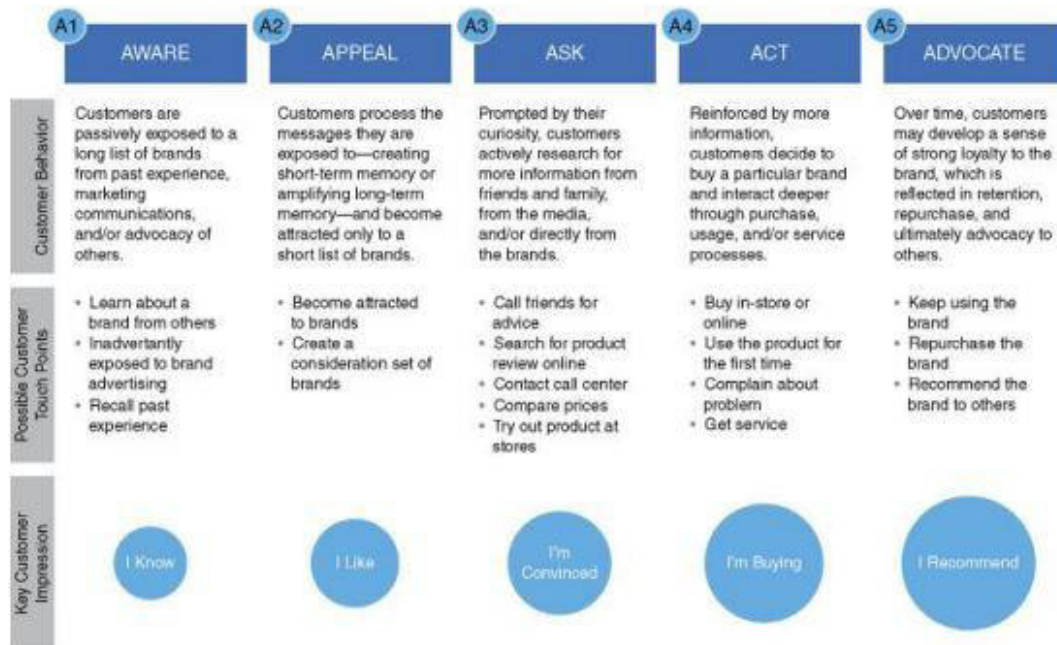 A1
AWARE
A2
APPEAL
A3
ASK
A4
ACT
A5
ADVOCATE
Customer Behavior
Customers are
passively exposed to a
long list of brands
from past experience,
marketing
communications,
and/or advocacy of
others.
Customers process the
messages they are
exposed to—creating
short-term memory or
amplifying long-term
memory—and become
attracted only to a
short list of brands.
Prompted by their
curiosity, customers
actively research for
more information from
friends and family,
from the media,
and/or directly from
the brands.
Reinforced by more
information,
customers decide to
buy a particular brand
and interact deeper
through purchase,
usage, and/or service
processes.
Over time, customers
may develop a sense
of strong loyalty to the
brand, which is
reflected in retention,
repurchase, and
ultimately advocacy to
others.
Possible Customer
Touch Points
• Learn about a
brand from others
• Inadvertantly
exposed to brand
advertising
• Recall past
experience
• Become attracted
to brands
• Create a
consideration set of
brands
• Call friends for
advice
• Search for product
review online
• Contact call center
• Compare prices
• Try out product at
stores
• Buy in-store or
online
• Use the product for
the first time
• Complain about
problem
• Get service
• Keep using the
brand
• Repurchase the
brand
• Recommend the
brand to others
Key Customer
Impression
I Know
I Like
I'm
Convinced
I'm Buying
I Recommend